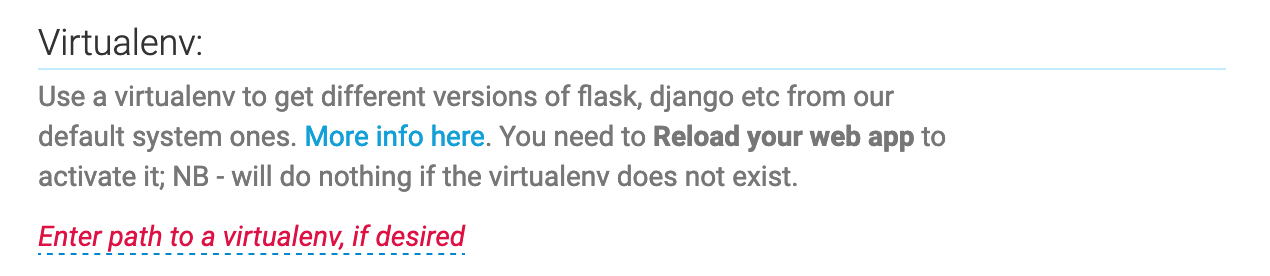 Virtualenv:
Use a virtualenv to get different versions of flask, django etc from our
default system ones. More info here. You need to Reload your web app to
activate it; NB - will do nothing if the virtualenv does not exist.
Enter path to a virtualenv, if desired